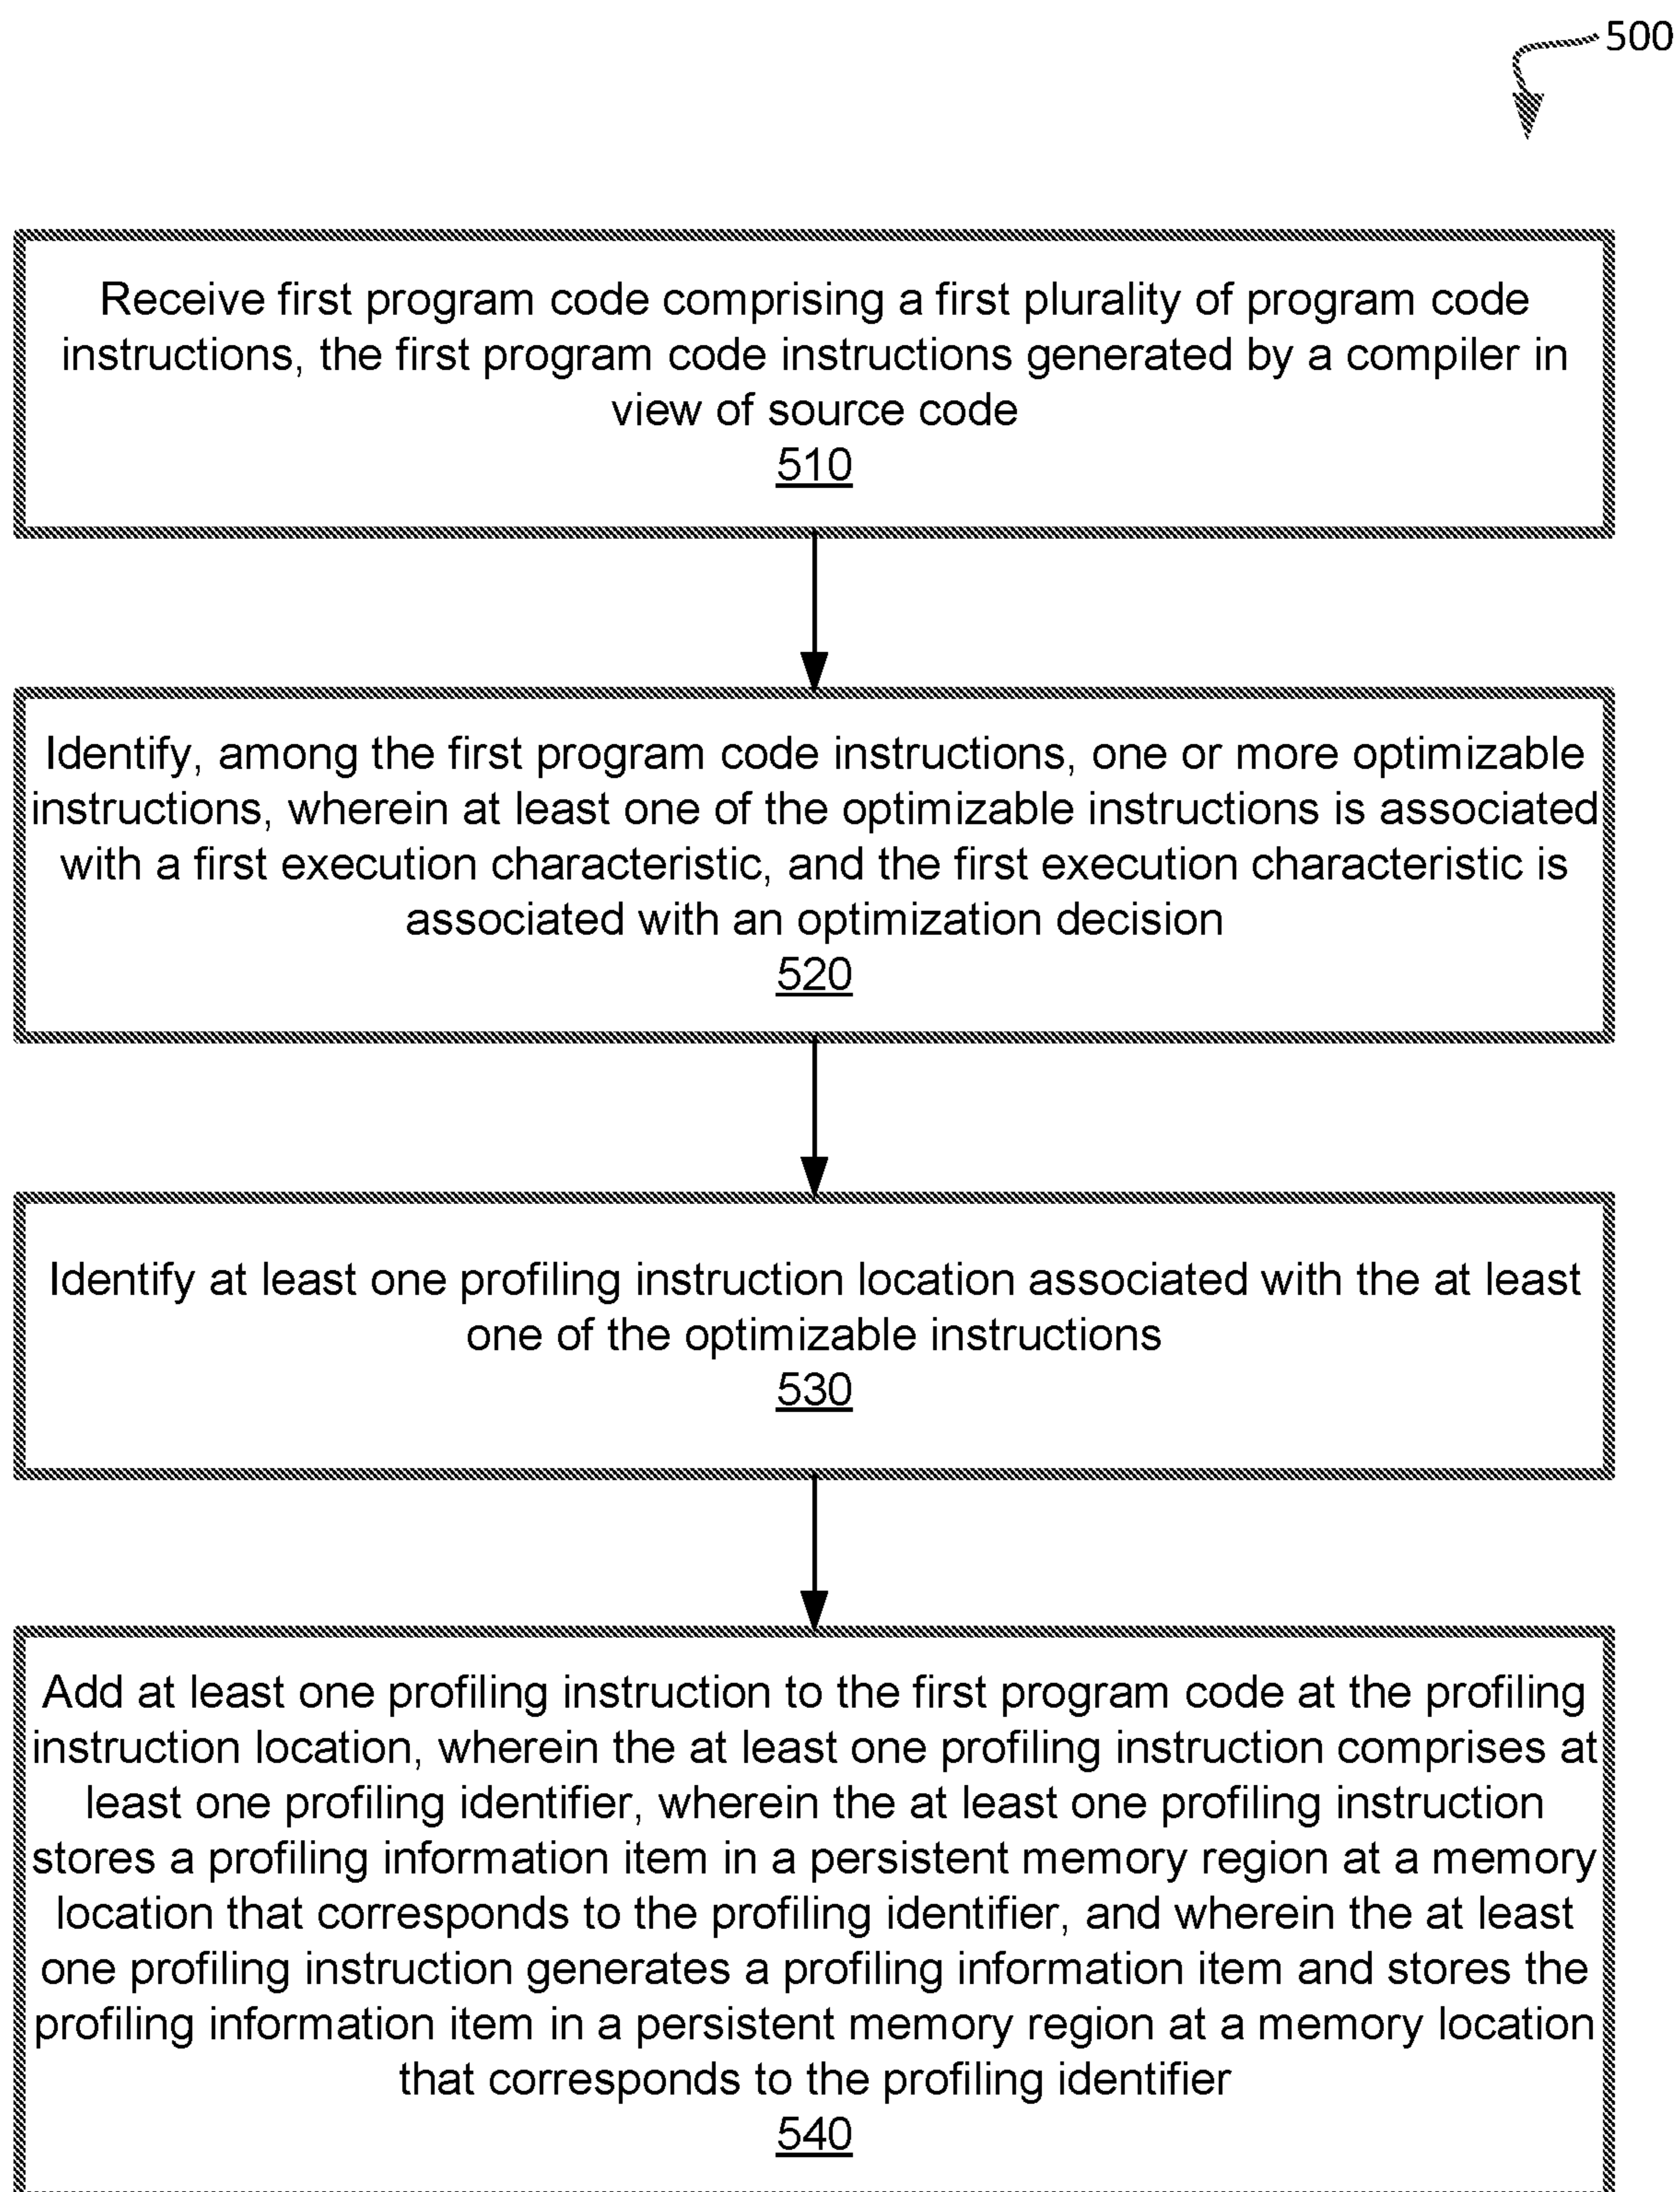 500
Receive first program code comprising a first plurality of program code
instructions, the first program code instructions generated by a compiler in
view of source code
510
Identify, among the first program code instructions, one or more optimizable
instructions, wherein at least one of the optimizable instructions is associated
with a first execution characteristic, and the first execution characteristic is
associated with an optimization decision
520
Identify at least one profiling instruction location associated with the at least
one of the optimizable instructions
530
Add at least one profiling instruction to the first program code at the profiling
instruction location, wherein the at least one profiling instruction comprises at
least one profiling identifier, wherein the at least one profiling instruction
stores a profiling information item in a persistent memory region at a memory
location that corresponds to the profiling identifier, and wherein the at least
one profiling instruction generates a profiling information item and stores the
profiling information item in a persistent memory region at a memory location
that corresponds to the profiling identifier
540